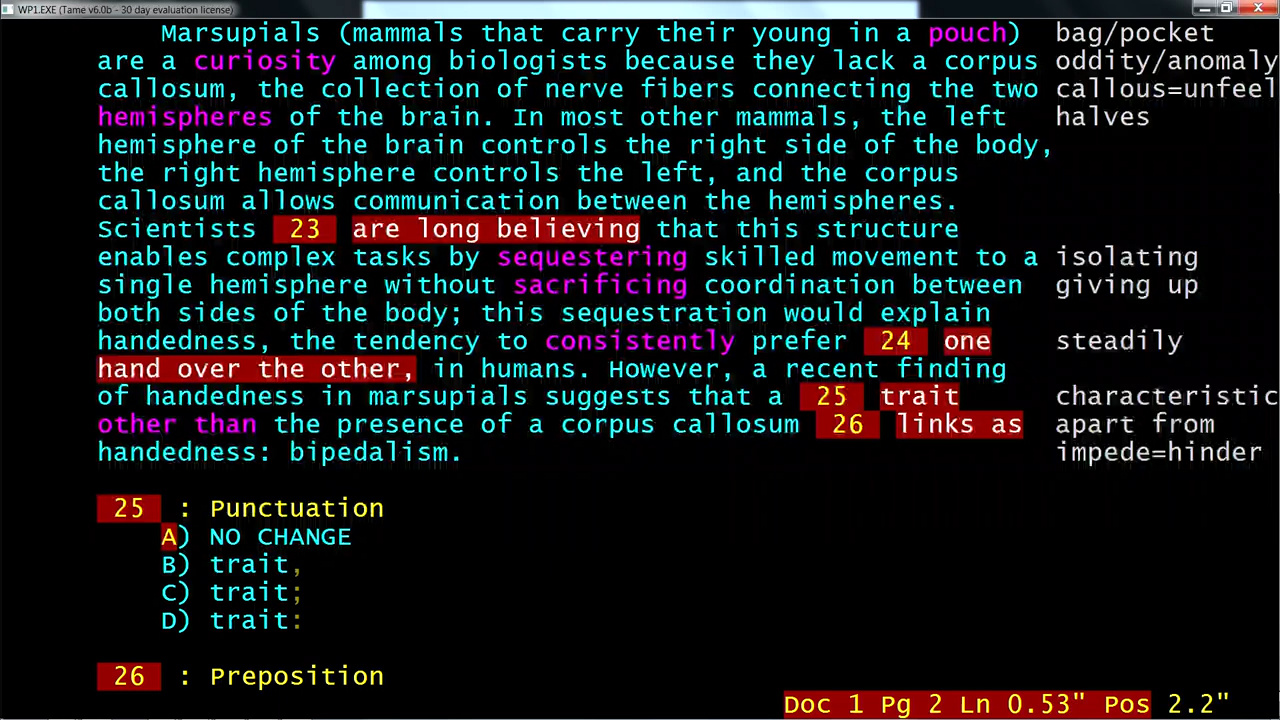 WP1.EXE (Tame v6.0b - 30 day evaluation license)
Marsupials (mammals that carry their young in a pouch) bag/pocket
are a curiosity among biologists because they lack a corpus oddity/anomaly
callosum, the collection of nerve fibers connecting the two callous=unfeel
hemispheres of the brain. In most other mammals, the left halves
hemisphere of the brain controls the right side of the body,
the right hemisphere controls the left, and the corpus
callosum allows communication between the hemispheres.
Scientists 23 are long believing that this structure
enables complex tasks by sequestering skilled movement to a isolating
single hemisphere without sacrificing coordination between giving up
both sides of the body; this sequestration would explain
handedness, the tendency to consistently prefer 24 one steadily
hand over the other, in humans. However, a recent finding
of handedness in marsupials suggests that a 25 trait characteristic
other than the presence of a corpus callosum 26 links as apart from
handedness: bipedalism. impede=hinder
25 : Punctuation
A) NO CHANGE
B) trait,
C) trait;
D) trait:
26 : Preposition
Doc 1 Pg 2 Ln 0.53" Pos 2.2"